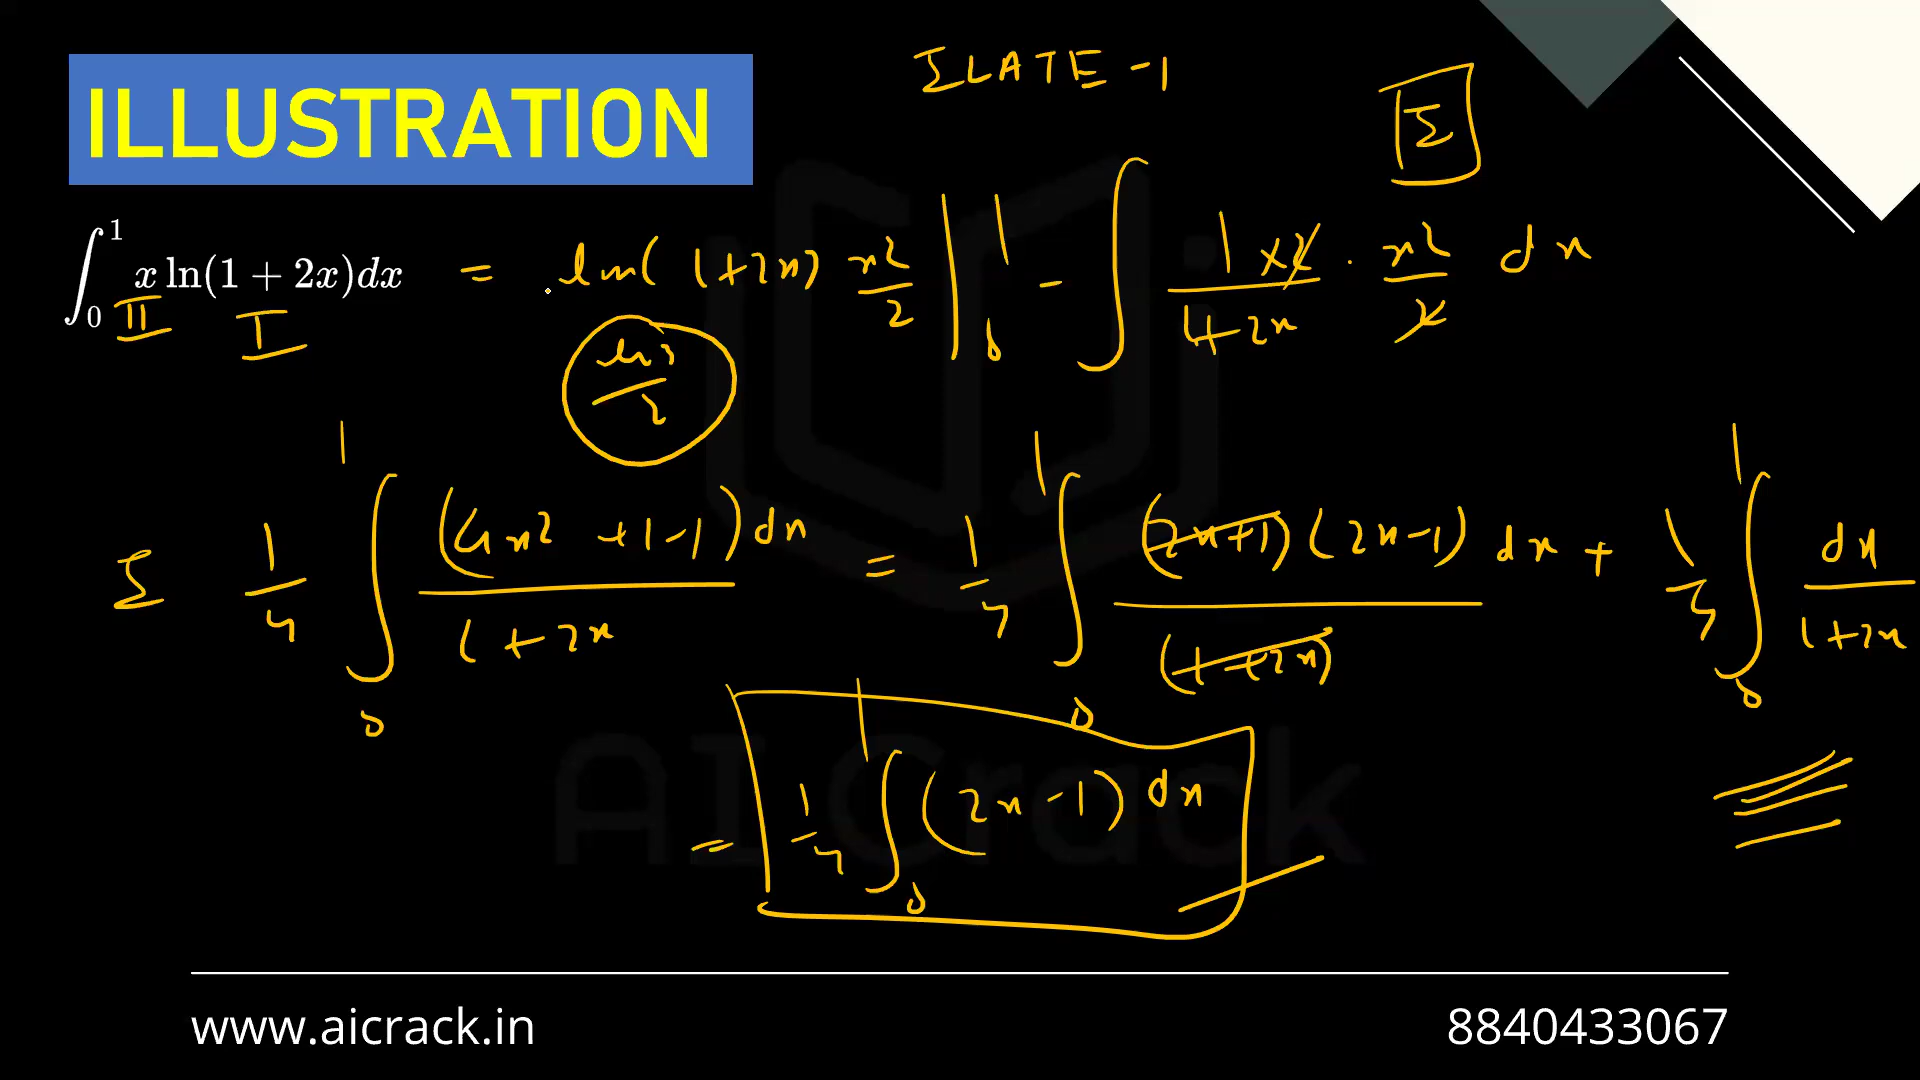 ILATE - 1
ILLUSTRATION
I
∫₀¹ x ln(1 + 2x)dx = ln(1+2x) x²/2 |₀¹ - ∫ 1×2/1+2x · x²/2 dx
II I
ln3/2
I 1/4 ∫₀¹ (4x²+1-1)dx/1+2x = 1/4 ∫₀¹ (2x+1)(2x-1)/(1+2x) dx + 1/4 ∫₀¹ dx/1+2x
= 1/4 ∫₀¹ (2x-1) dx
AI Crack
www.aicrack.in
8840433067